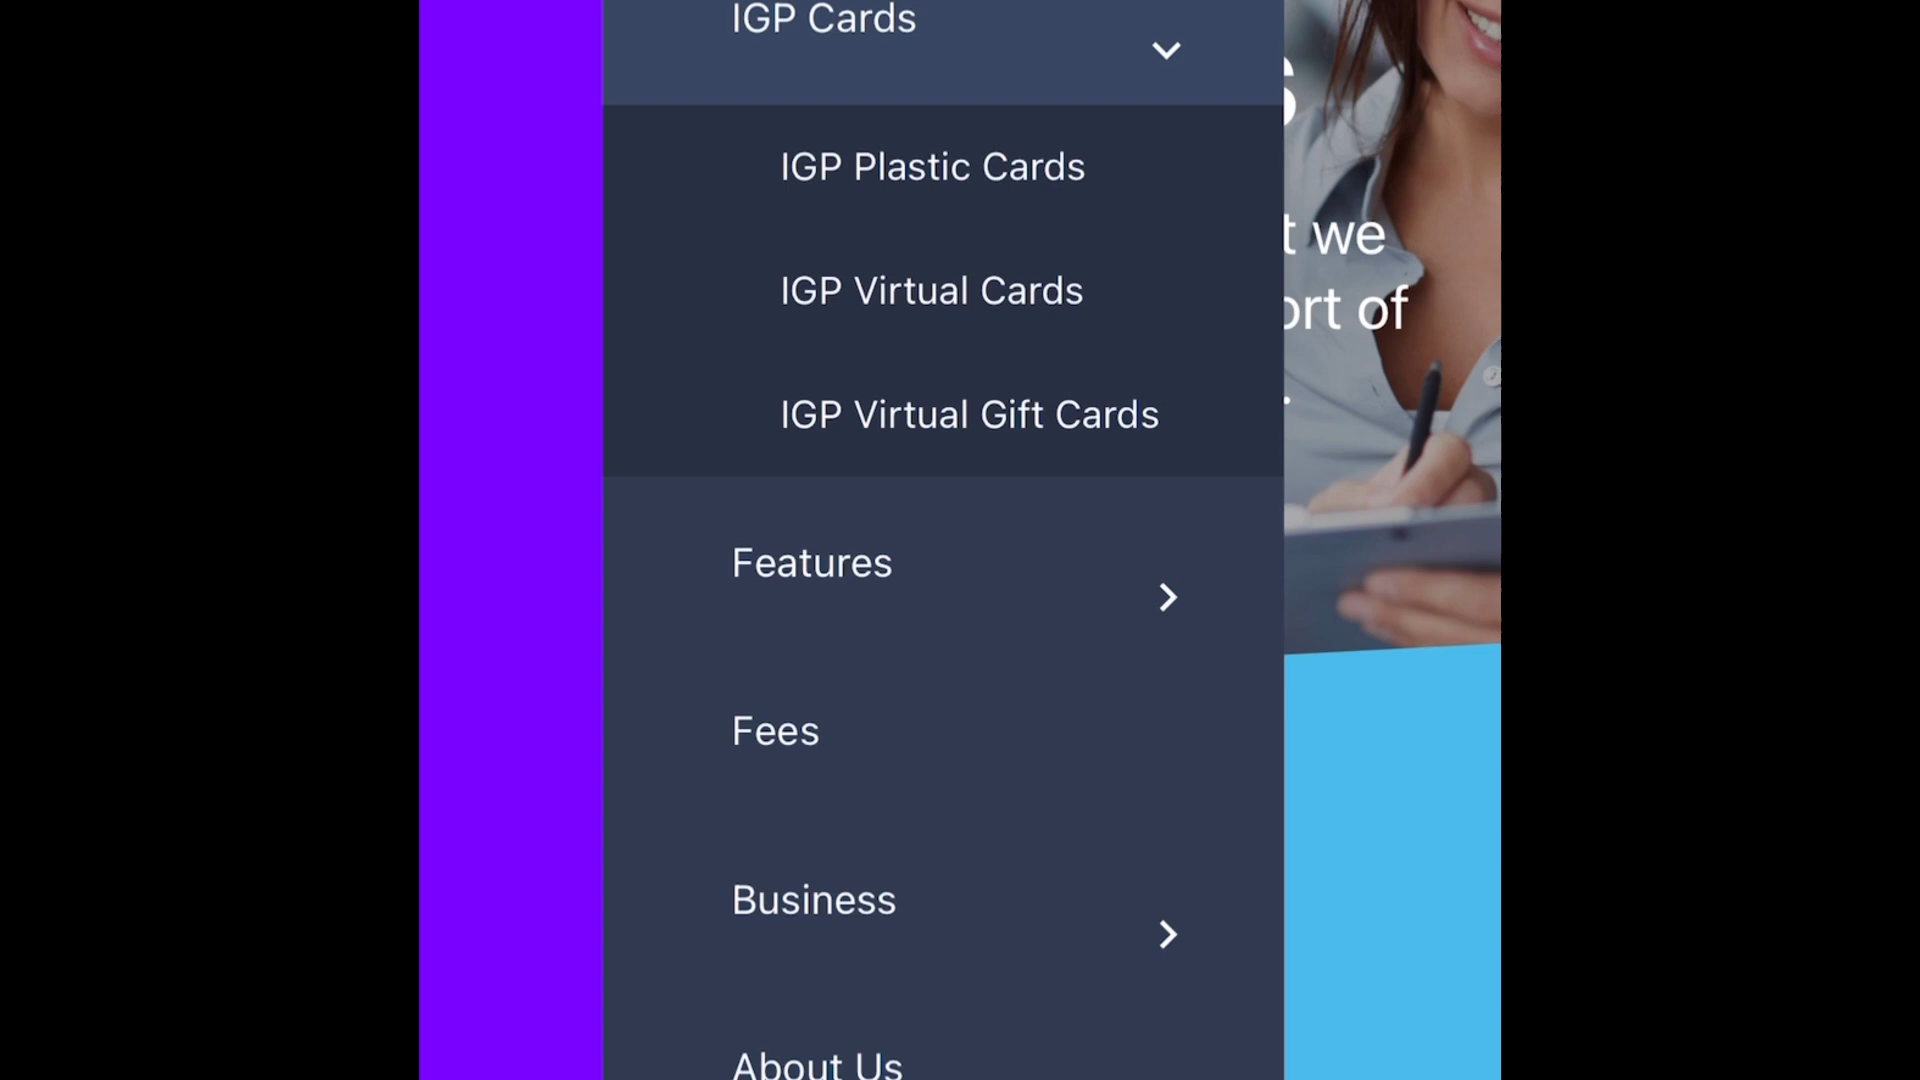 IGP Cards
IGP Plastic Cards
IGP Virtual Cards
IGP Virtual Gift Cards
Features
Fees
Business
About Us
we
of